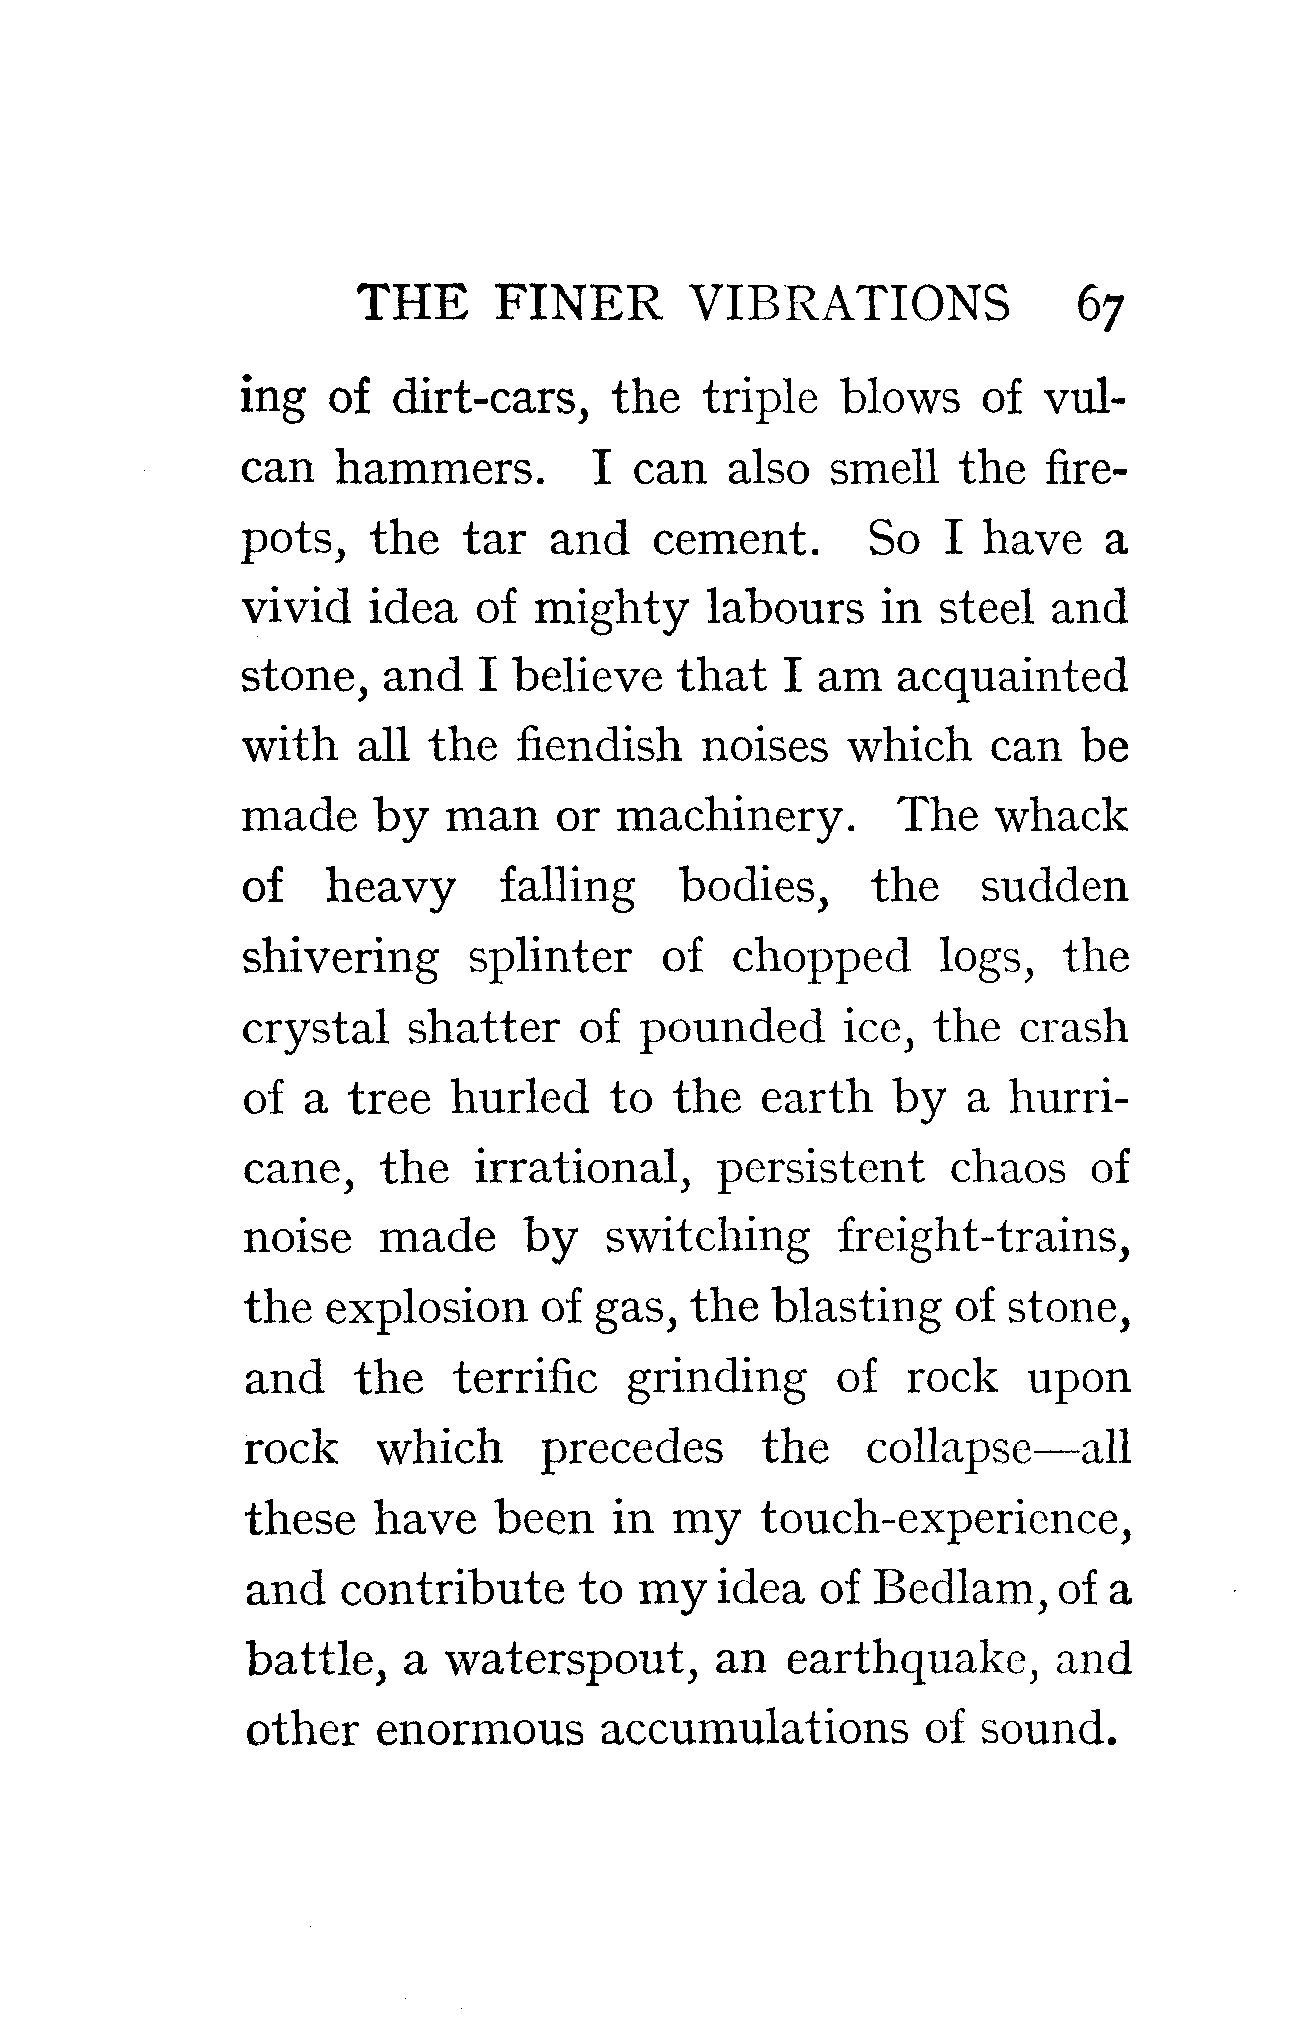 THE FINER VIBRATIONS 67
ing of dirt-cars, the triple blows of vul-
can hammers. I can also smell the fire-
pots, the tar and cement. So I have a
vivid idea of mighty labours in steel and
stone, and I believe that I am acquainted
with all the fiendish noises which can be
made by man or machinery. The whack
of heavy falling bodies, the sudden
shivering splinter of chopped logs, the
crystal shatter of pounded ice, the crash
of a tree hurled to the earth by a hurri-
cane, the irrational, persistent chaos of
noise made by switching freight-trains,
the explosion of gas, the blasting of stone,
and the terrific grinding of rock upon
rock which precedes the collapse—all
these have been in my touch-experience,
and contribute to my idea of Bedlam, of a
battle, a waterspout, an earthquake, and
other enormous accumulations of sound.